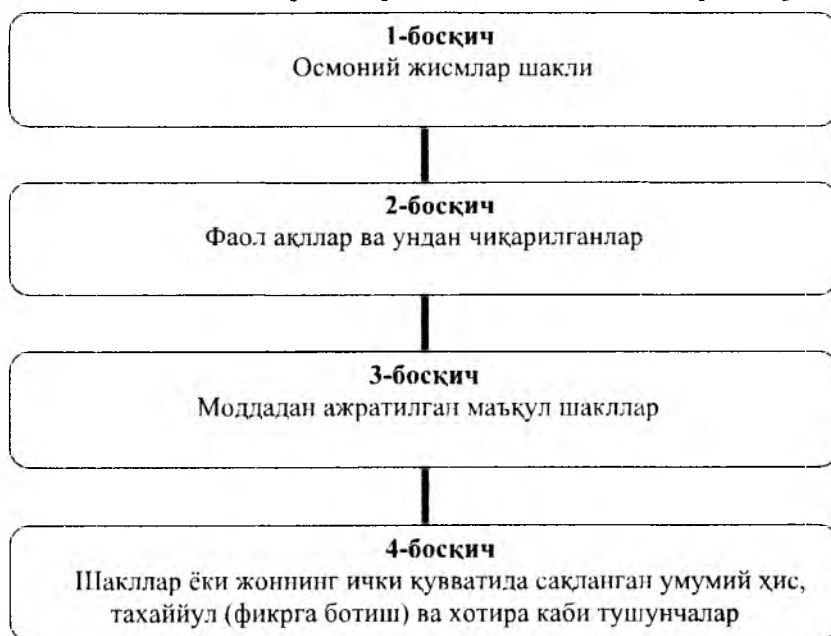 1-босқич
Осмоний жисмлар шакли
2-босқич
Фаол ақллар ва ундан чиқарилганлар
3-босқич
Моддадан ажратилган маъқул шакллар
4-босқич
Шакллар ёки жоннинг ички қувватида сақланган умумий ҳис,
тахаййул (фикрга ботиш) ва хотира каби тушунчалар